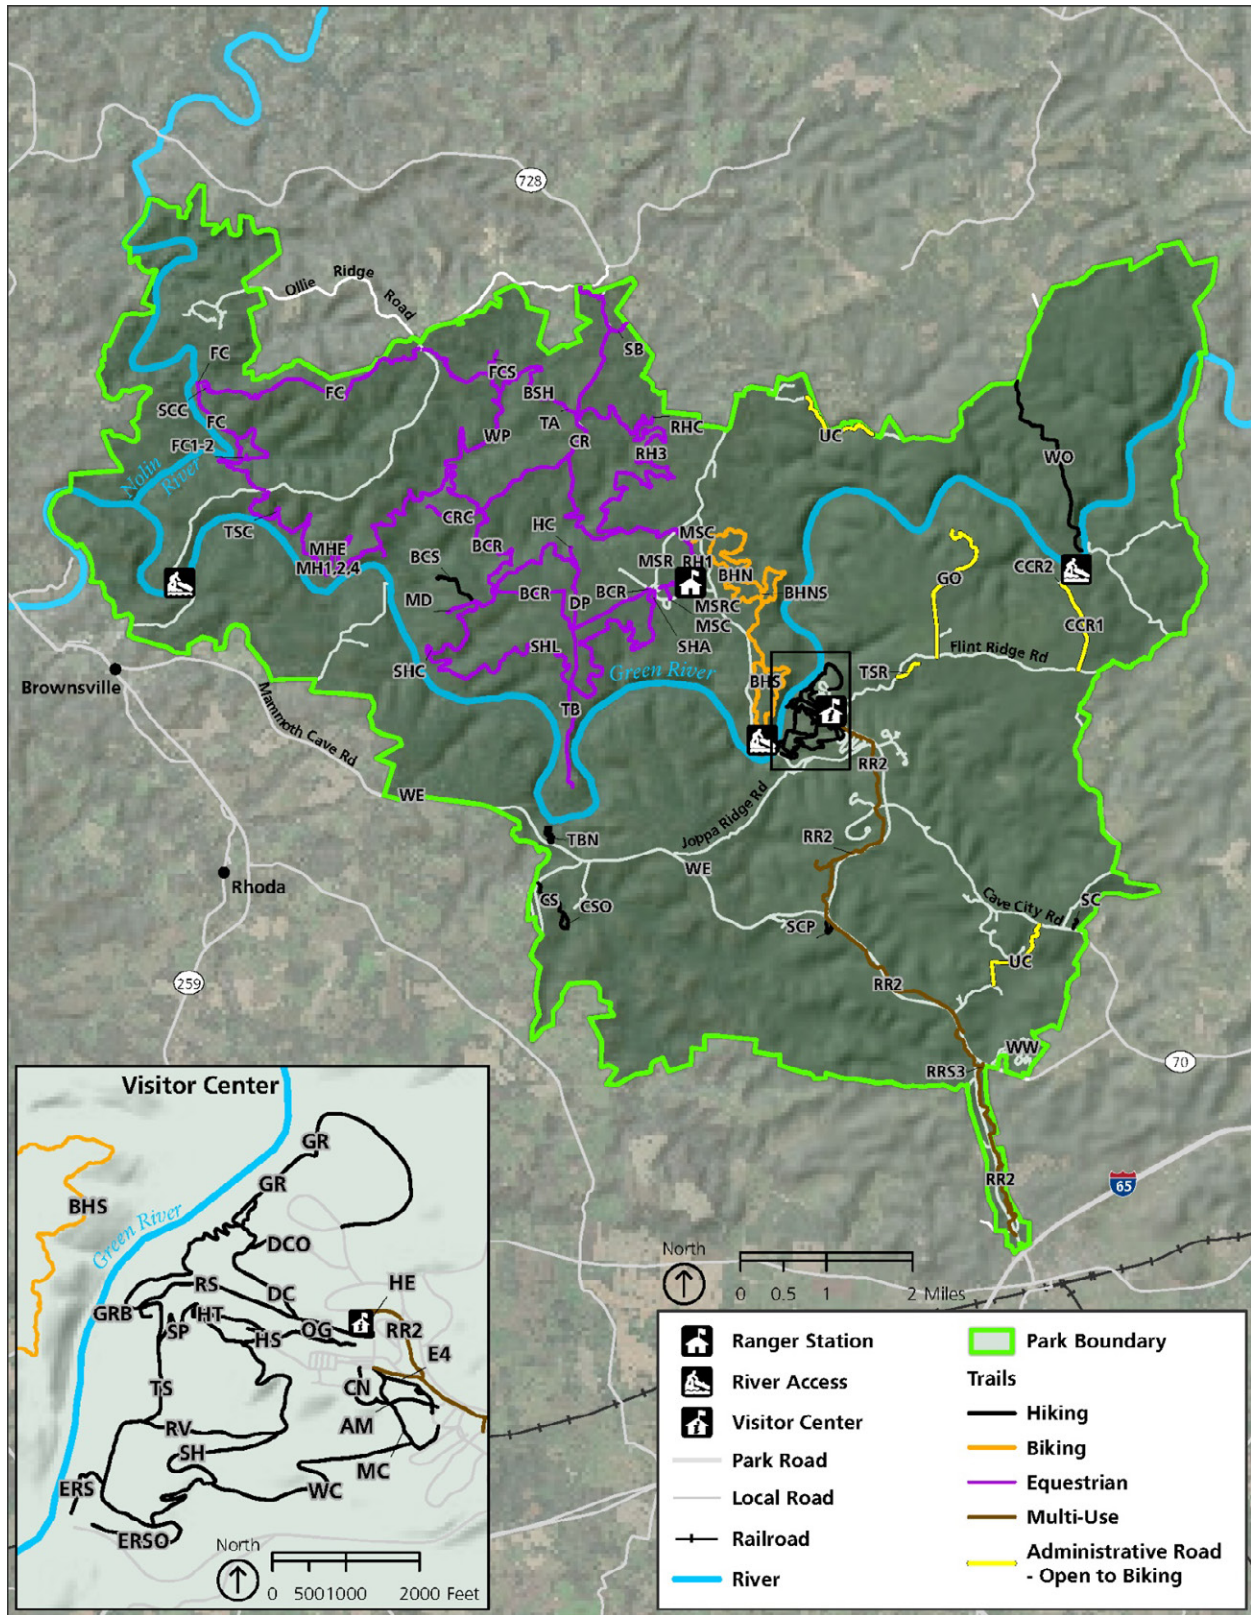 728
Ollie Ridge Road
FC
SB
FCS
FC
BSH
SCC
TA
RHC
FC
WP
CR
UC
FC1-2
RH3
WO
Nolin River
CRC
TSC
HC
MSC
MHE
BCR
MH1,2,4
BCS
MSR
RH1
BHN
CCR2
GO
BHNS
MD
BCR
DP
BCR
MSRC
MSC
CCR1
SHL
SHA
Flint Ridge Rd
SHC
Green River
TSR
BHS
Brownsville
TB
Mammoth Cave Rd
RR2
WE
Joppa Ridge Rd
TBN
RR2
WE
Rhoda
CS
CSO
Cave City Rd
SC
SCP
UC
259
RR2
WW
70
RRS3
RR2
65
Visitor Center
GR
GR
BHS
Green River
DCO
RS
DC
HE
GRB
HT
SP
HS
OG
RR2
E4
TS
CN
RV
AM
SH
MC
ERS
WC
ERSO
North
0 500 1000 2000 Feet
North
0 0.5 1 2 Miles
Ranger Station
River Access
Visitor Center
Park Road
Local Road
Railroad
River
Park Boundary
Trails
Hiking
Biking
Equestrian
Multi-Use
Administrative Road
- Open to Biking